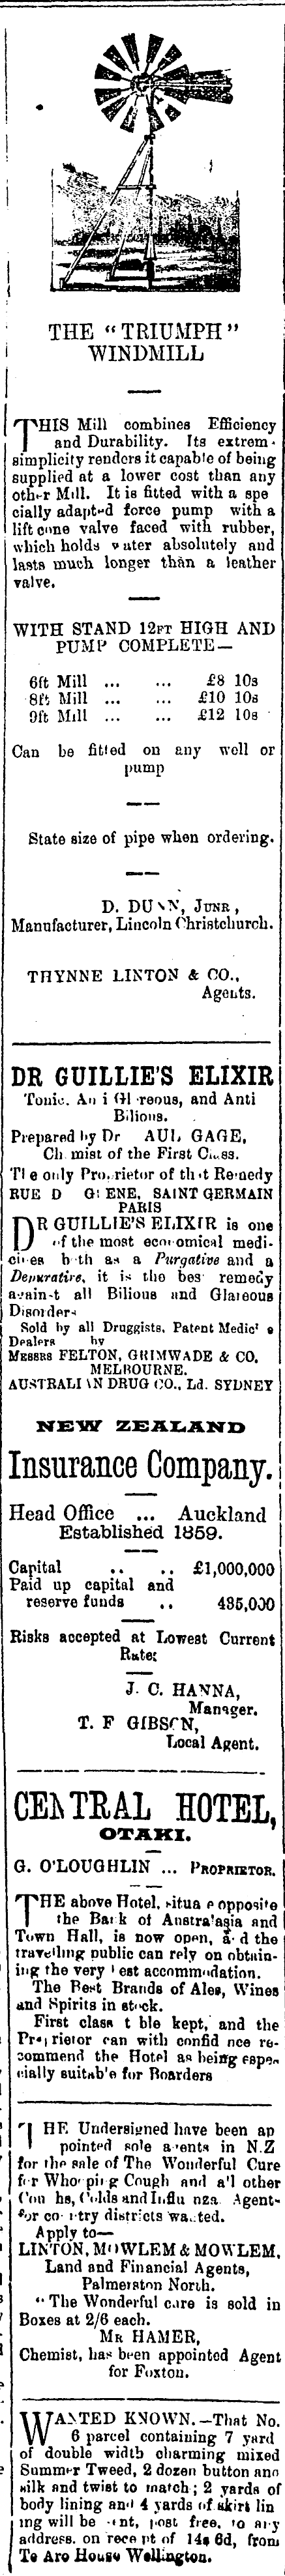 THE "TRIUMPH"
WINDMILL
THIS Mill combines Efficiency
and Durability. Its extrem
simplicity renders it capable of being
supplied at a lower cost than any
other Mill. It is fitted with a spe
cially adapted force pump with a
lift cone valve faced with rubber,
which holds water absolutely and
lasts much longer than a leather
valve.
WITH STAND 12FT HIGH AND
PUMP COMPLETE—
6ft Mill ... ... £8 10s
8ft Mill ... ... £10 10s
9ft Mill ... ... £12 10s
Can be fitted on any well or
pump
State size of pipe when ordering.
D. DUNN, JUNR,
Manufacturer, Lincoln Christchurch.
THYNNE LINTON & CO.,
Agents.
DR GUILLIE'S ELIXIR
Tonic. An i Gl reous, and Anti
Bilious.
Prepared by Dr AUL GAGE,
Ch mist of the First Class.
The only Proprietor of that Remedy
RUE D G ENE, SAINT GERMAIN
PARIS
DR GUILLIE'S ELIXIR is one
of the most economical medi-
cines both as a Purgative and a
Depurative, it is the bes remedy
against all Bilious and Glareous
Disorders
Sold by all Druggists, Patent Medic e
Dealers by
MESSRS FELTON, GRIMWADE & CO.
MELBOURNE.
AUSTRALIAN DRUG CO., Ld. SYDNEY
NEW ZEALAND
Insurance Company.
Head Office ... Auckland
Established 1859.
Capital .. .. £1,000,000
Paid up capital and
reserve funds .. 435,000
Risks accepted at Lowest Current
Rates
J. C. HANNA,
Manager.
T. F GIBSON,
Local Agent.
CENTRAL HOTEL,
OTAKI.
G. O'LOUGHLIN ... PROPRIETOR.
THE above Hotel, situa e opposite
the Bank of Australasia and
Town Hall, is now open, and the
travelling public can rely on obtain-
ing the very best accommodation.
The Best Brands of Ales, Wines
and Spirits in stock.
First class t ble kept, and the
Proprietor can with confid nce re-
commend the Hotel as being espe
cially suitable for Boarders
THE Undersigned have been ap
pointed sole agents in N.Z
for the sale of The Wonderful Cure
for Whooping Cough and all other
Coughs, Colds and Influ nza. Agent-
for country districts wanted.
Apply to—
LINTON, MOWLEM & MOWLEM,
Land and Financial Agents,
Palmerston North.
"The Wonderful cure is sold in
Boxes at 2/6 each.
MR HAMER,
Chemist, has been appointed Agent
for Foxton.
WANTED KNOWN.—That No.
6 parcel containing 7 yard
of double width charming mixed
Summer Tweed, 2 dozen button ano
silk and twist to match; 2 yards of
body lining and 4 yards of skirt lin
ing will be sent, post free, to any
address, on receipt of 14s 6d, from
Te Aro House Wellington.